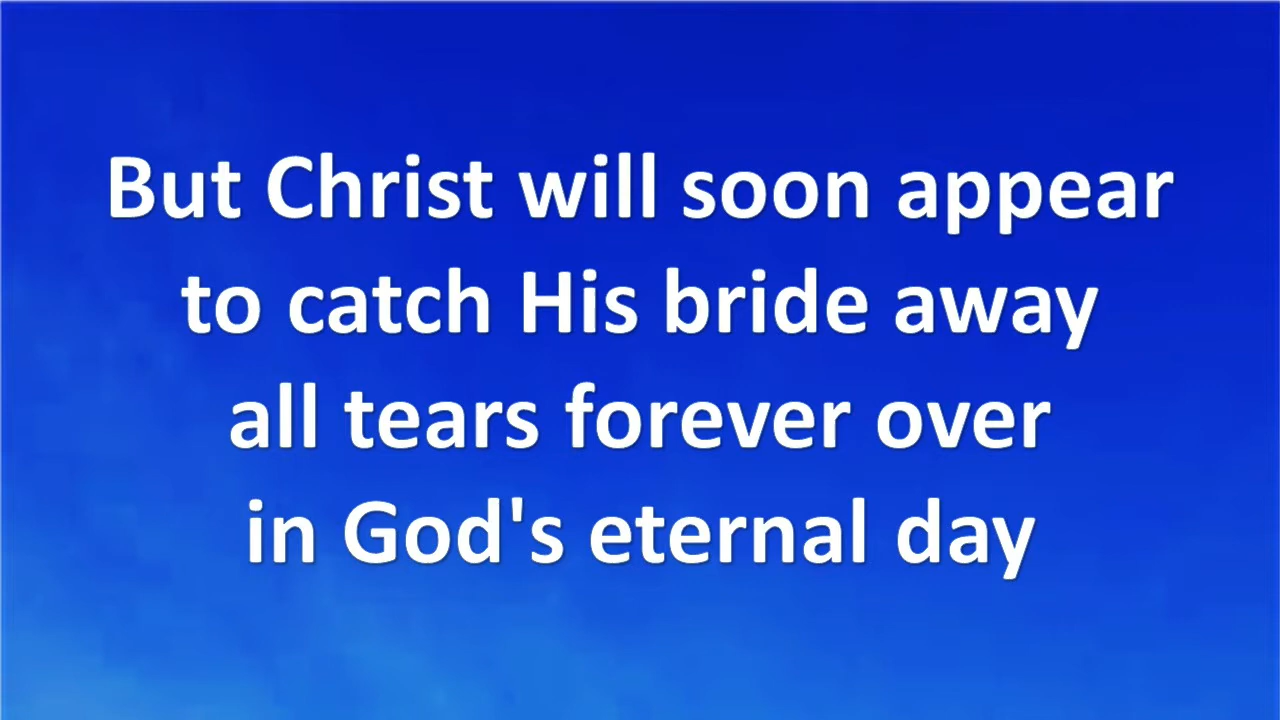 But Christ will soon appear
to catch His bride away
all tears forever over
in God's eternal day